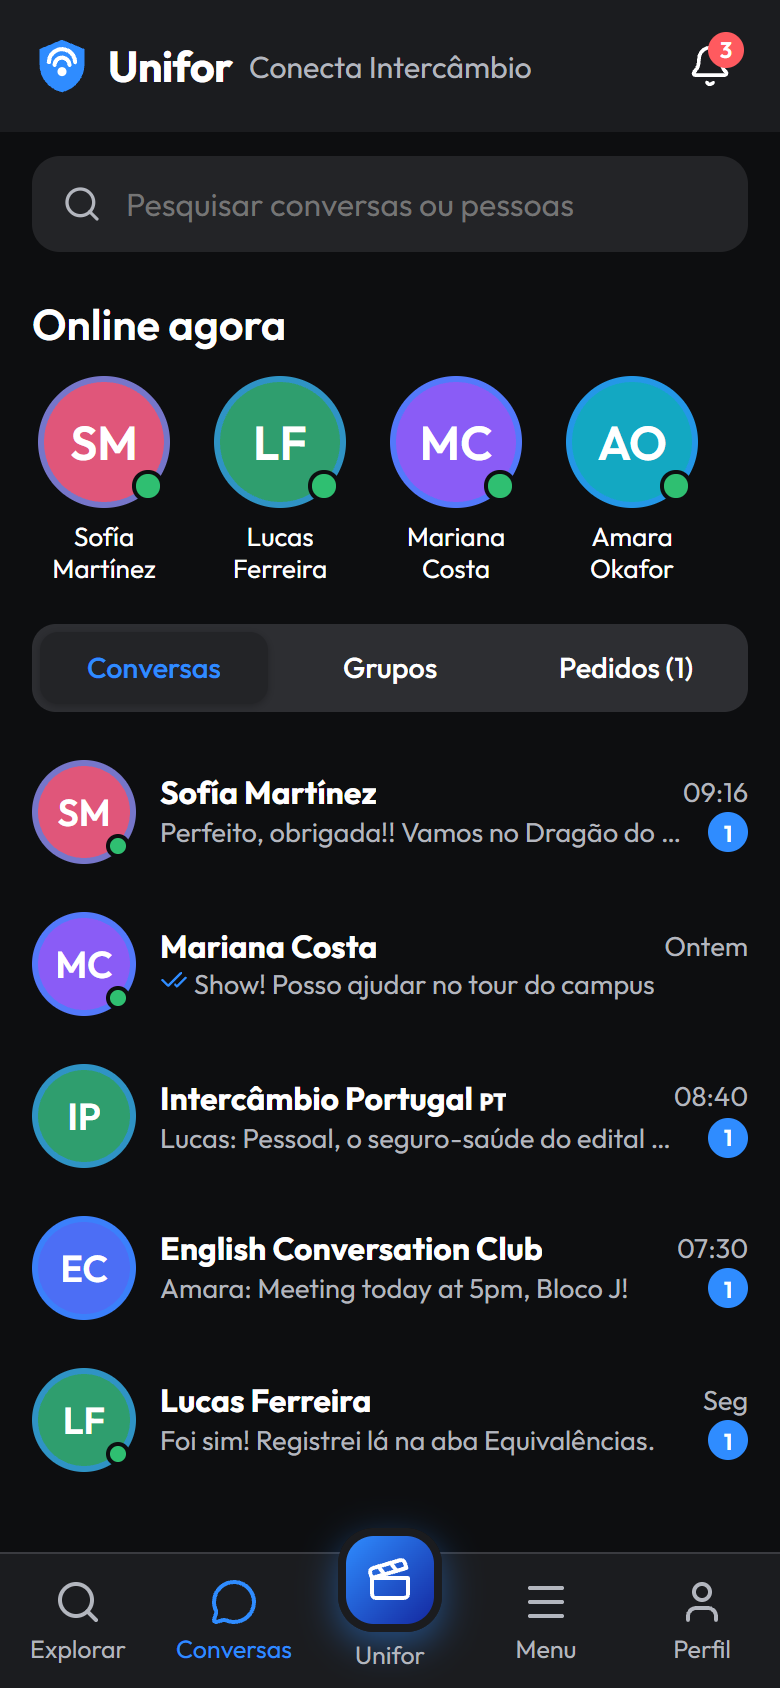 Unifor Conecta Intercâmbio
3
Pesquisar conversas ou pessoas
Online agora
SM LF MC AO
Sofía Lucas Mariana Amara
Martínez Ferreira Costa Okafor
Conversas Grupos Pedidos (1)
SM Sofía Martínez 09:16
Perfeito, obrigada!! Vamos no Dragão do ... 1
MC Mariana Costa Ontem
Show! Posso ajudar no tour do campus
IP Intercâmbio Portugal PT 08:40
Lucas: Pessoal, o seguro-saúde do edital ... 1
EC English Conversation Club 07:30
Amara: Meeting today at 5pm, Bloco J! 1
LF Lucas Ferreira Seg
Foi sim! Registrei lá na aba Equivalências. 1
Explorar Conversas Unifor Menu Perfil